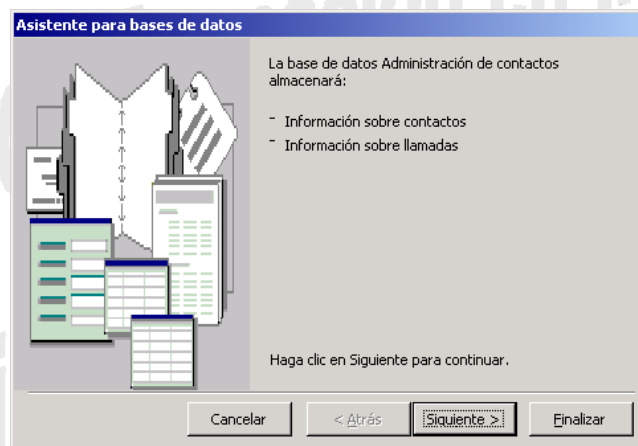 Asistente para bases de datos
La base de datos Administración de contactos
almacenará:
- Información sobre contactos
- Información sobre llamadas
Haga clic en Siguiente para continuar.
Cancelar
< Atrás
Siguiente >
Finalizar